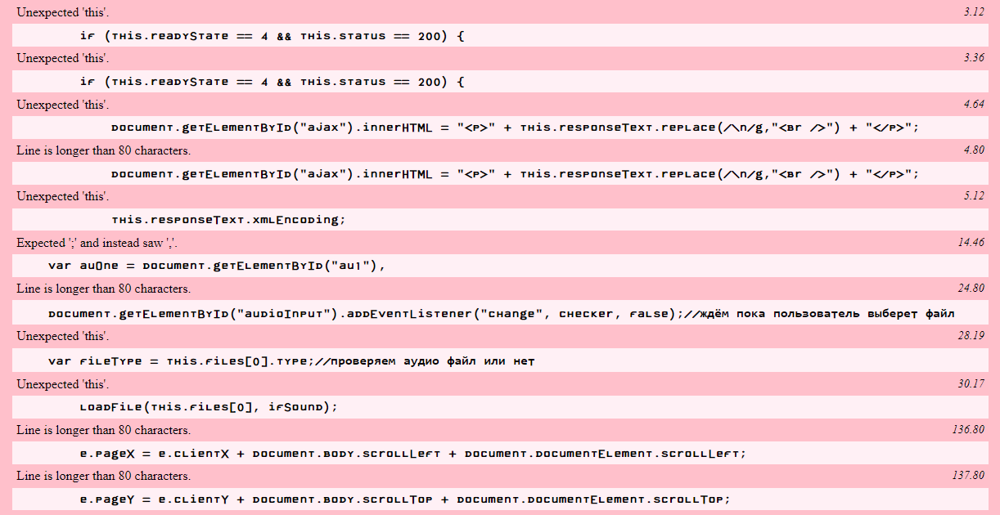 Unexpected 'this'. 3.12
if (this.readyState == 4 && this.status == 200) {
Unexpected 'this'. 3.36
if (this.readyState == 4 && this.status == 200) {
Unexpected 'this'. 4.64
document.getElementById("ajax").innerHTML = "<p>" + this.responseText.replace(/\n/g,"<br />") + "</p>";
Line is longer than 80 characters. 4.80
document.getElementById("ajax").innerHTML = "<p>" + this.responseText.replace(/\n/g,"<br />") + "</p>";
Unexpected 'this'. 5.12
this.responseText.xmlEncoding;
Expected ';' and instead saw ','. 14.46
var auOne = document.getElementById("au1"),
Line is longer than 80 characters. 24.80
document.getElementById("audioInput").addEventListener("change", checker, false);//ждём пока пользователь выберет файл
Unexpected 'this'. 28.19
var fileType = this.files[0].type;//проверяем аудио файл или нет
Unexpected 'this'. 30.17
loadFile(this.files[0], ifSound);
Line is longer than 80 characters. 136.80
e.pageX = e.clientX + document.body.scrollLeft + document.documentElement.scrollLeft;
Line is longer than 80 characters. 137.80
e.pageY = e.clientY + document.body.scrollTop + document.documentElement.scrollTop;